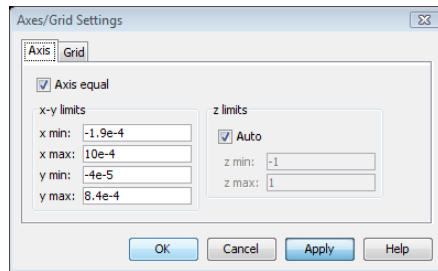 Axes/Grid Settings
Axis Grid
Axis equal
x-y limits
x min: -1.9e-4
x max: 10e-4
y min: -4e-5
y max: 8.4e-4
z limits
Auto
z min: -1
z max: 1
OK Cancel Apply Help